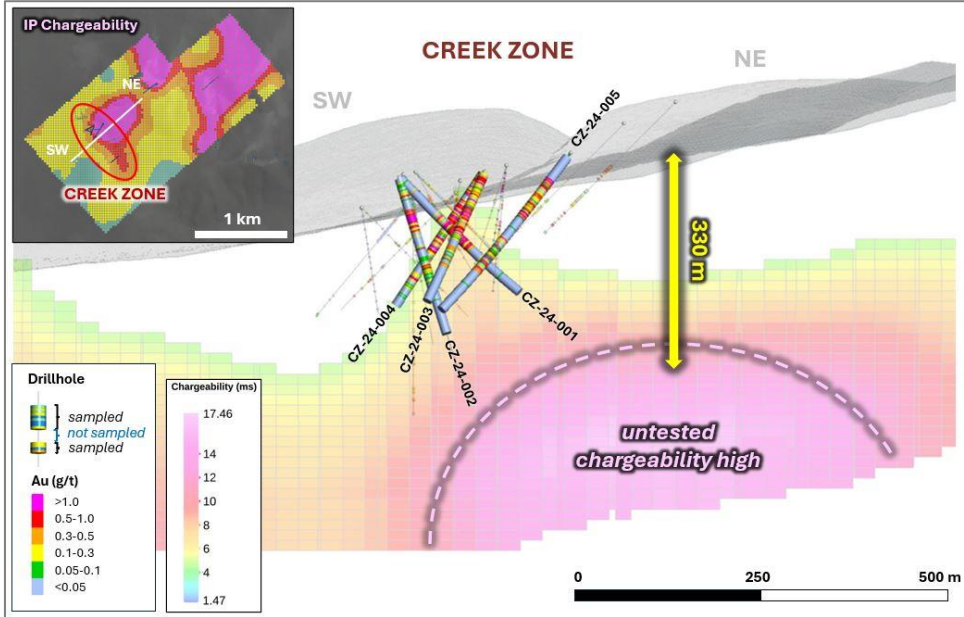 IP Chargeability
NE
SW
CREEK ZONE
1 km
CREEK ZONE
SW
NE
CZ-24-005
330 m
CZ-24-004
CZ-24-003
CZ-24-002
CZ-24-001
untested
chargeability high
Drillhole
sampled
not sampled
sampled
Au (g/t)
>1.0
0.5-1.0
0.3-0.5
0.1-0.3
0.05-0.1
<0.05
Chargeability (ms)
17.46
14
12
10
8
6
4
1.47
0
250
500 m